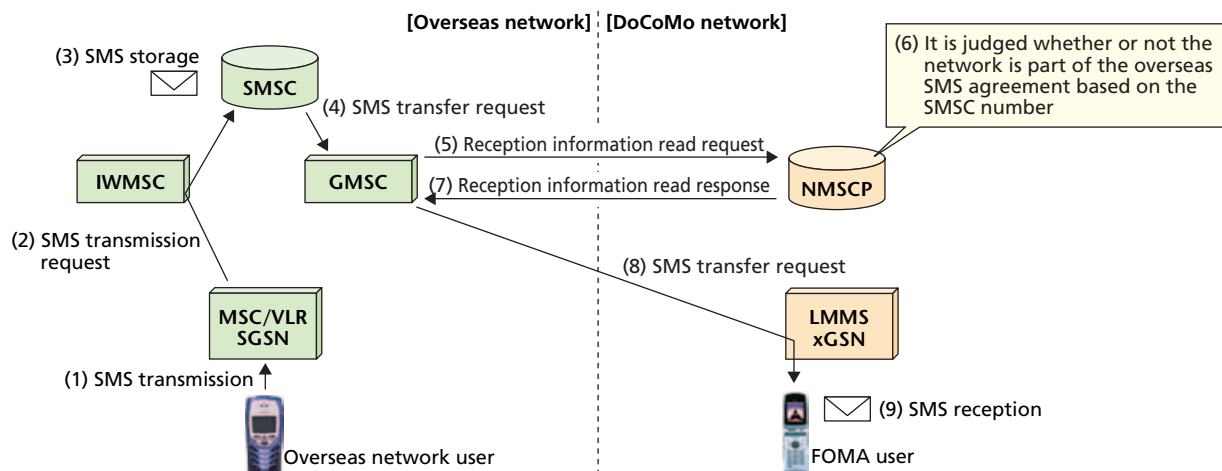 [Overseas network]
[DoCoMo network]
(3) SMS storage
SMSC
(4) SMS transfer request
(6) It is judged whether or not the
network is part of the overseas
SMS agreement based on the
SMSC number
(5) Reception information read request
IWMSC
GMSC
(7) Reception information read response
NMSCP
(2) SMS transmission
request
(8) SMS transfer request
MSC/VLR
SGSN
LMMS
xGSN
(1) SMS transmission
(9) SMS reception
Overseas network user
FOMA user